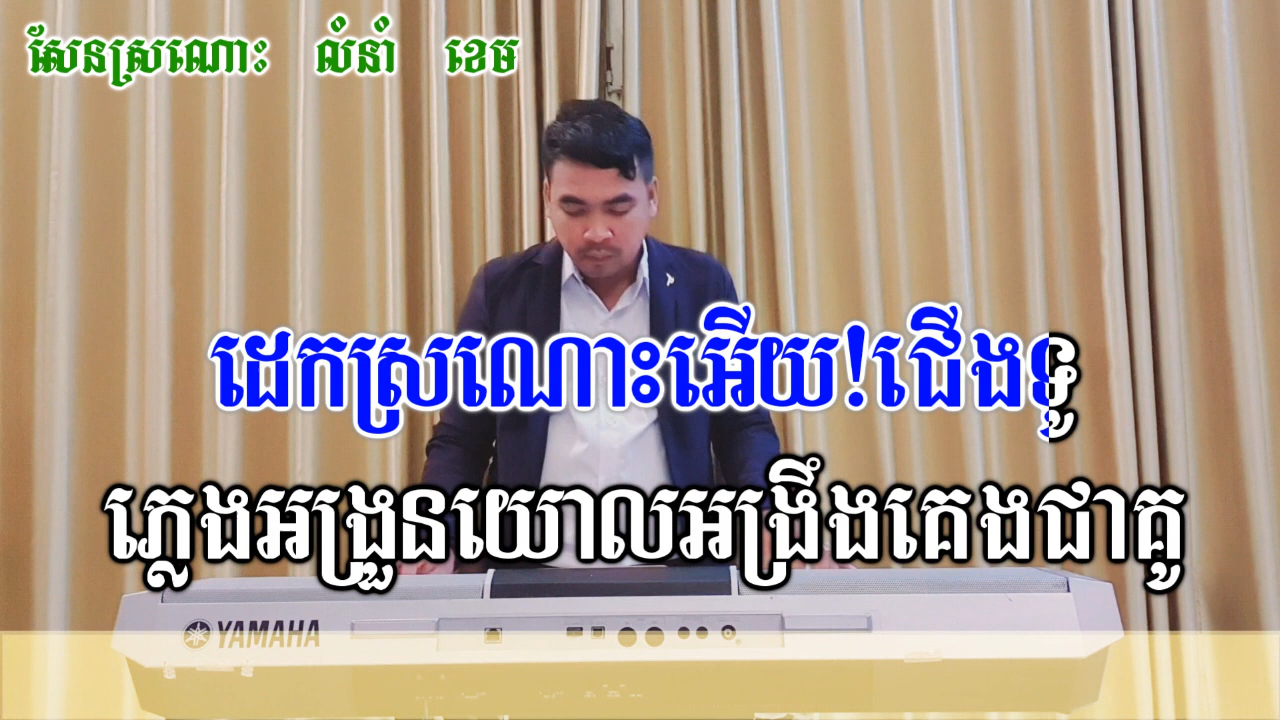 សែនស្រណោះ លំនាំ ខេម
ដេកស្រណោះអើយ!ជើងទូ
ភ្លេងអង្រួនយោលអង្រឹងគេងជាគូ
YAMAHA